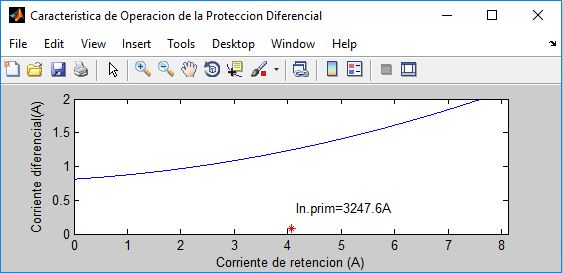 Caracteristica de Operacion de la Proteccion Diferencial
File Edit View Insert Tools Desktop Window Help
2
1.5
1
0.5
0
Corriente diferencial(A)
In.prim=3247.6A
0 1 2 3 4 5 6 7 8
Corriente de retencion (A)